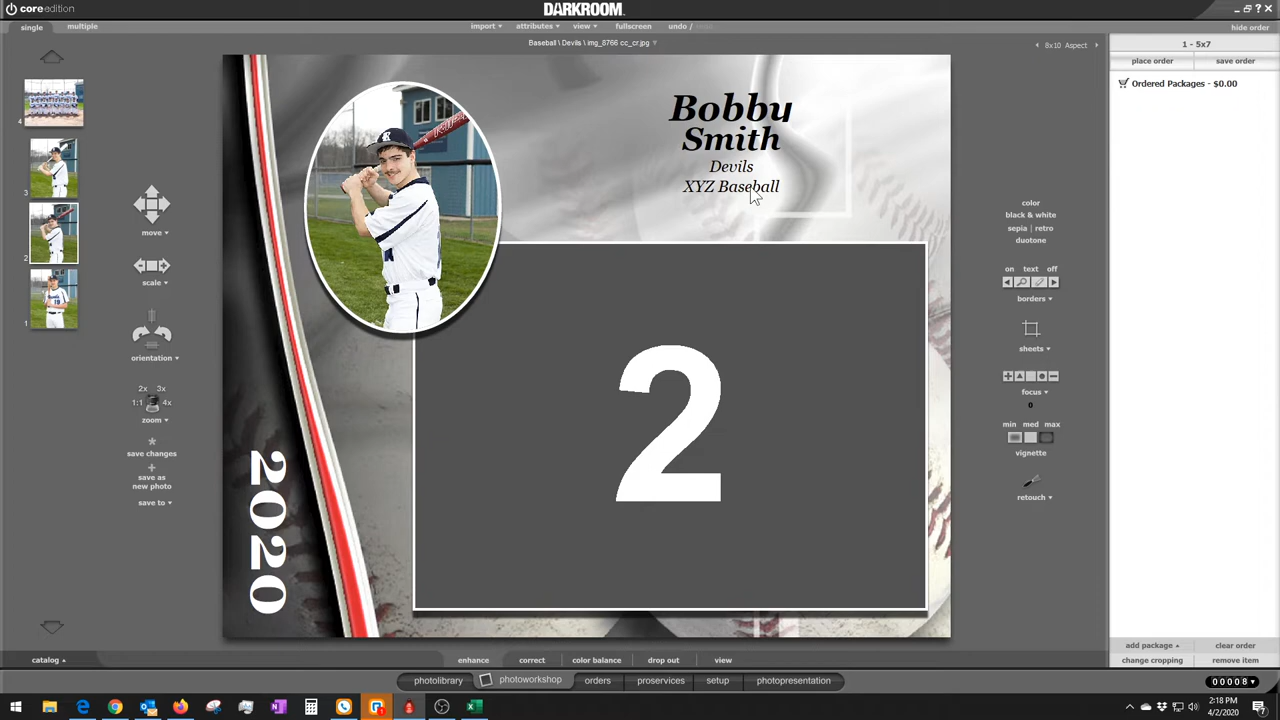 core edition
DARKROOM
single multiple import attributes view fullscreen undo / hide order
Baseball \ Devils \ img_8766 cc_cr.jpg 8x10 Aspect
1 - 5x7
place order save order
Ordered Packages - $0.00
4
3
2
1
Bobby
Smith
Devils
XYZ Baseball
2
2020
move
scale
orientation
2x 3x
1:1 4x
zoom
save changes
save as
new photo
save to
color
black & white
sepia | retro
duotone
on text off
borders
sheets
focus
0
min med max
vignette
retouch
catalog enhance correct color balance drop out view
add package clear order
change cropping remove item
photolibrary photoworkshop orders proservices setup photopresentation 00008
2:18 PM
4/2/2020